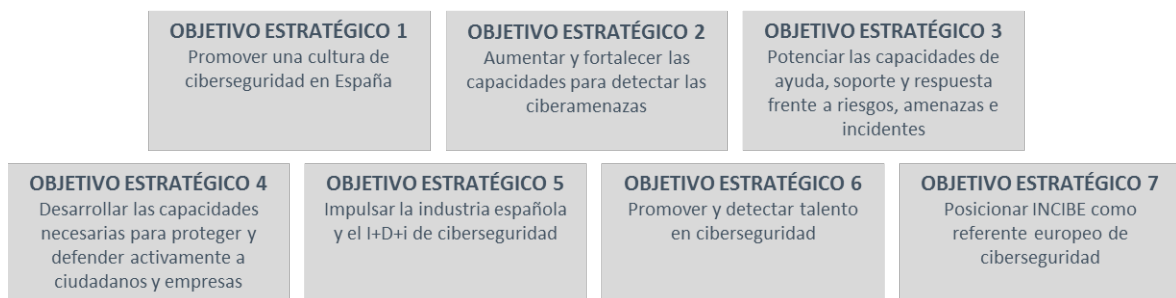 OBJETIVO ESTRATÉGICO 1
Promover una cultura de
ciberseguridad en España
OBJETIVO ESTRATÉGICO 2
Aumentar y fortalecer las
capacidades para detectar las
ciberamenazas
OBJETIVO ESTRATÉGICO 3
Potenciar las capacidades de
ayuda, soporte y respuesta
frente a riesgos, amenazas e
incidentes
OBJETIVO ESTRATÉGICO 4
Desarrollar las capacidades
necesarias para proteger y
defender activamente a
ciudadanos y empresas
OBJETIVO ESTRATÉGICO 5
Impulsar la industria española
y el I+D+i de ciberseguridad
OBJETIVO ESTRATÉGICO 6
Promover y detectar talento
en ciberseguridad
OBJETIVO ESTRATÉGICO 7
Posicionar INCIBE como
referente europeo de
ciberseguridad